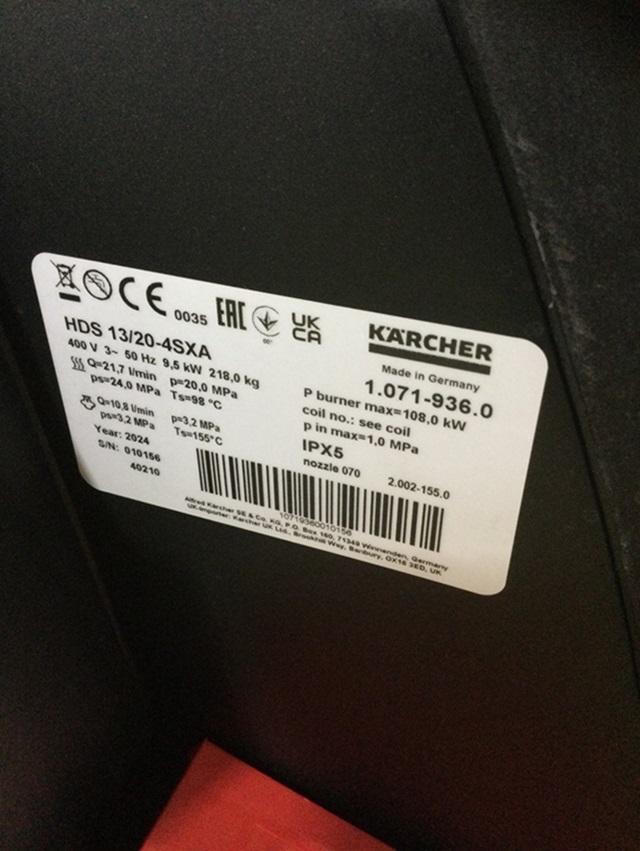 CE 0035 EAC UK CA
KÄRCHER
HDS 13/20-4SXA
400 V 3~ 50 Hz 9,5 kW 218,0 kg
Q=21,7 l/min p=20,0 MPa
ps=24,0 MPa Ts=98 °C
Q=10,8 l/min p=3,2 MPa
ps=3,2 MPa Ts=155°C
Year: 2024
S/N: 010156
40210
Made in Germany
1.071-936.0
P burner max=108,0 kW
coil no.: see coil
p in max=1,0 MPa
IPX5
nozzle 070 2.002-155.0
10719360010156
Alfred Kärcher SE & Co. KG, P.O. Box 160, 71349 Winnenden, Germany
UK-importer: Karcher UK Ltd., Brookhill Way, Banbury, OX16 3ED, UK